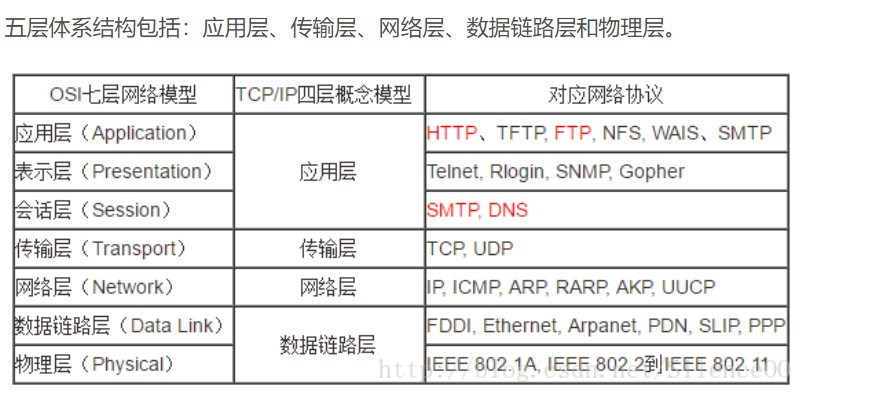 五层体系结构包括：应用层、传输层、网络层、数据链路层和物理层。
OSI七层网络模型 TCP/IP四层概念模型 对应网络协议
应用层（Application） HTTP、TFTP, FTP, NFS, WAIS、SMTP
表示层（Presentation） 应用层 Telnet, Rlogin, SNMP, Gopher
会话层（Session） SMTP, DNS
传输层（Transport） 传输层 TCP, UDP
网络层（Network） 网络层 IP, ICMP, ARP, RARP, AKP, UUCP
数据链路层（Data Link） FDDI, Ethernet, Arpanet, PDN, SLIP, PPP
数据链路层
物理层（Physical） IEEE 802.1A, IEEE 802.2到IEEE 802.11